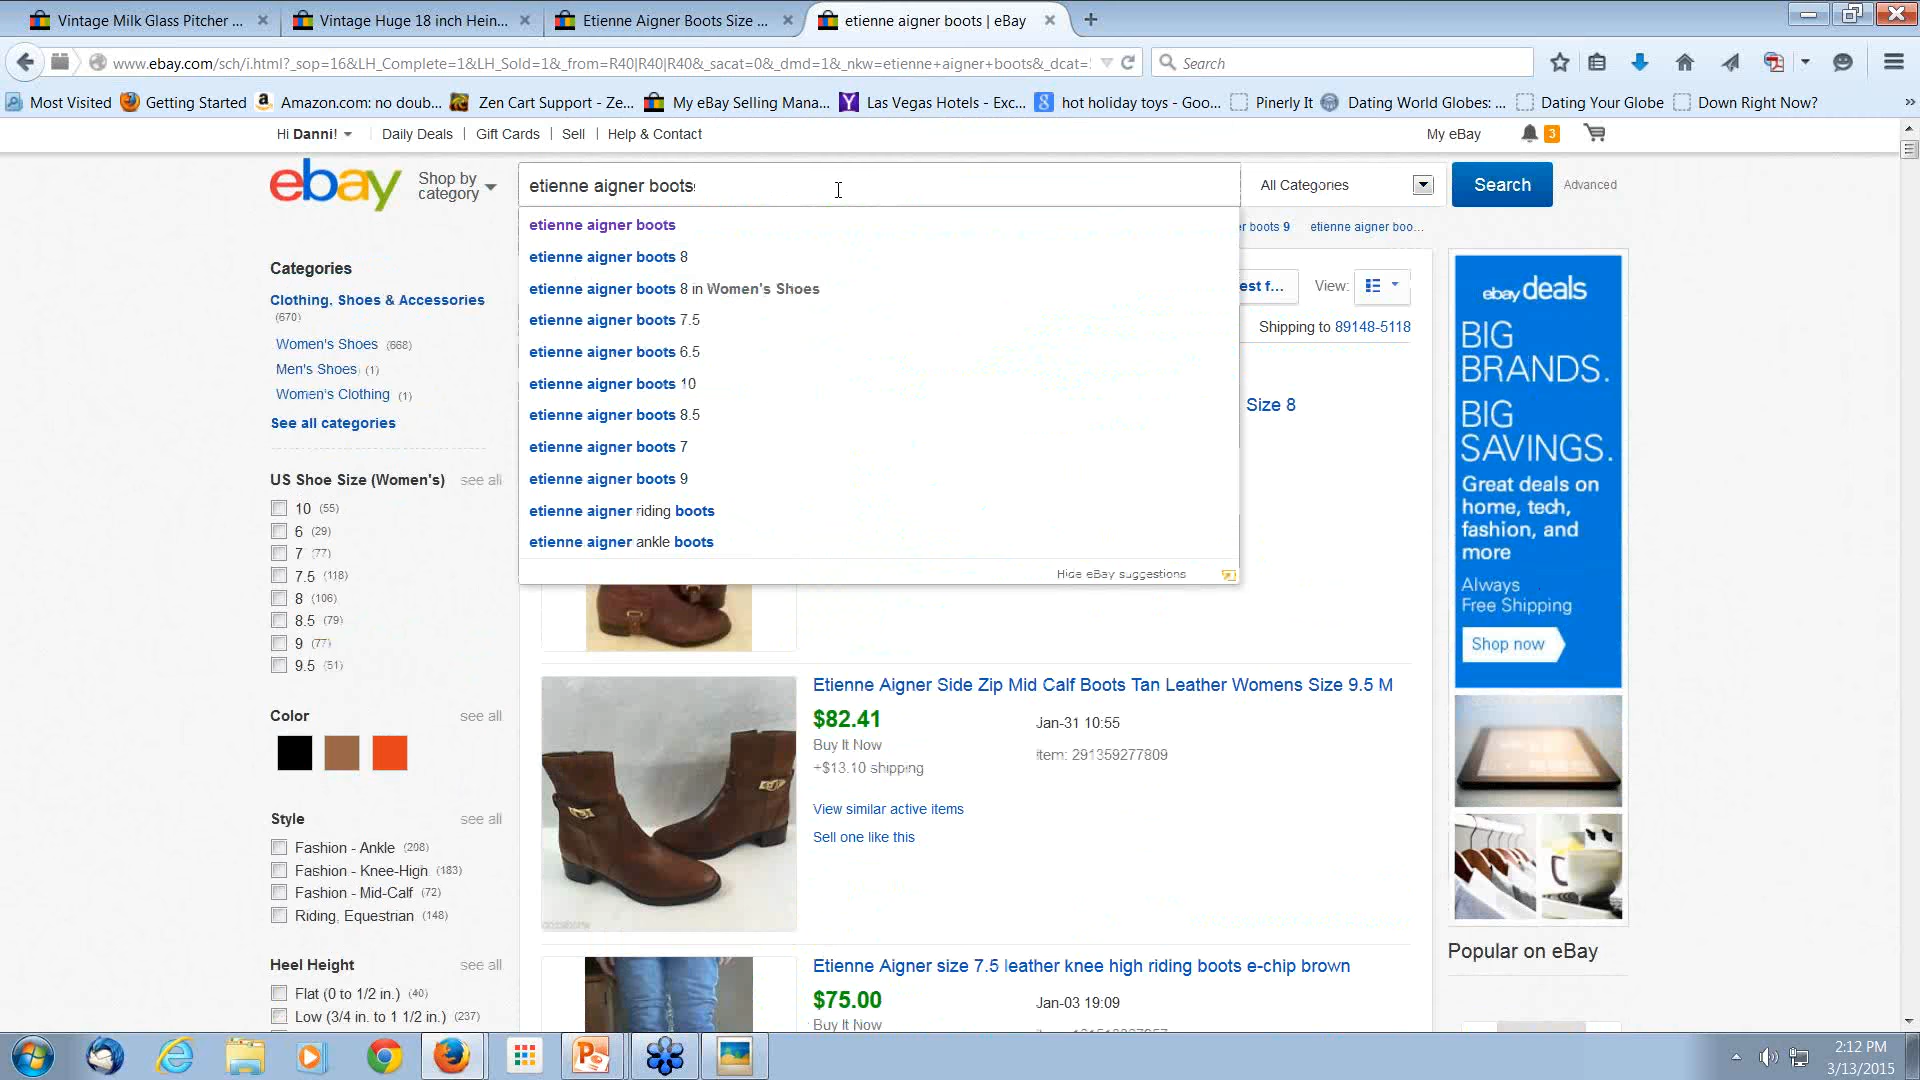 Vintage Milk Glass Pitcher ...
Vintage Huge 18 inch Hein...
Etienne Aigner Boots Size ...
etienne aigner boots | eBay
www.ebay.com/sch/i.html?_sop=16&LH_Complete=1&LH_Sold=1&_from=R40|R40|R40&_sacat=0&_dmd=1&_nkw=etienne+aigner+boots&_dcat=
Search
Most Visited
Getting Started
Amazon.com: no doub...
Zen Cart Support - Ze...
My eBay Selling Mana...
Las Vegas Hotels - Exc...
hot holiday toys - Goo...
Pinerly It
Dating World Globes: ...
Dating Your Globe
Down Right Now?
Hi Danni!
Daily Deals
Gift Cards
Sell
Help & Contact
My eBay
3
ebay
Shop by
category
etienne aigner boots
All Categories
Search
Advanced
etienne aigner boots
etienne aigner boots 8
etienne aigner boots 8 in Women's Shoes
etienne aigner boots 7.5
etienne aigner boots 6.5
etienne aigner boots 10
etienne aigner boots 8.5
etienne aigner boots 7
etienne aigner boots 9
etienne aigner riding boots
etienne aigner ankle boots
Hide eBay suggestions
r boots 9
etienne aigner boo...
est f...
View:
Shipping to 89148-5118
Size 8
Categories
Clothing, Shoes & Accessories
(670)
Women's Shoes (668)
Men's Shoes (1)
Women's Clothing (1)
See all categories
US Shoe Size (Women's)
see all
10 (55)
6 (29)
7 (77)
7.5 (118)
8 (106)
8.5 (79)
9 (77)
9.5 (51)
Color
see all
Style
see all
Fashion - Ankle (208)
Fashion - Knee-High (183)
Fashion - Mid-Calf (72)
Riding, Equestrian (148)
Heel Height
see all
Flat (0 to 1/2 in.) (40)
Low (3/4 in. to 1 1/2 in.) (237)
Etienne Aigner Side Zip Mid Calf Boots Tan Leather Womens Size 9.5 M
$82.41
Jan-31 10:55
Buy It Now
item: 291359277809
+$13.10 shipping
View similar active items
Sell one like this
Etienne Aigner size 7.5 leather knee high riding boots e-chip brown
$75.00
Jan-03 19:09
Buy It Now
ebay deals
BIG
BRANDS.
BIG
SAVINGS.
Great deals on
home, tech,
fashion, and
more
Always
Free Shipping
Shop now
Popular on eBay
2:12 PM
3/13/2015